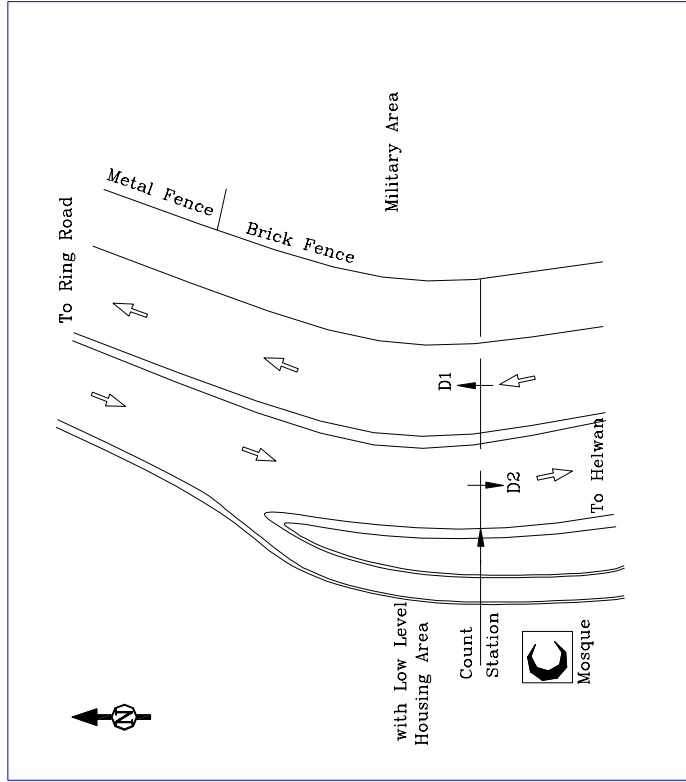 To Ring Road
Metal Fence
Brick Fence
Military Area
D1
D2
To Helwan
with Low Level
Housing Area
Count
Station
Mosque
N